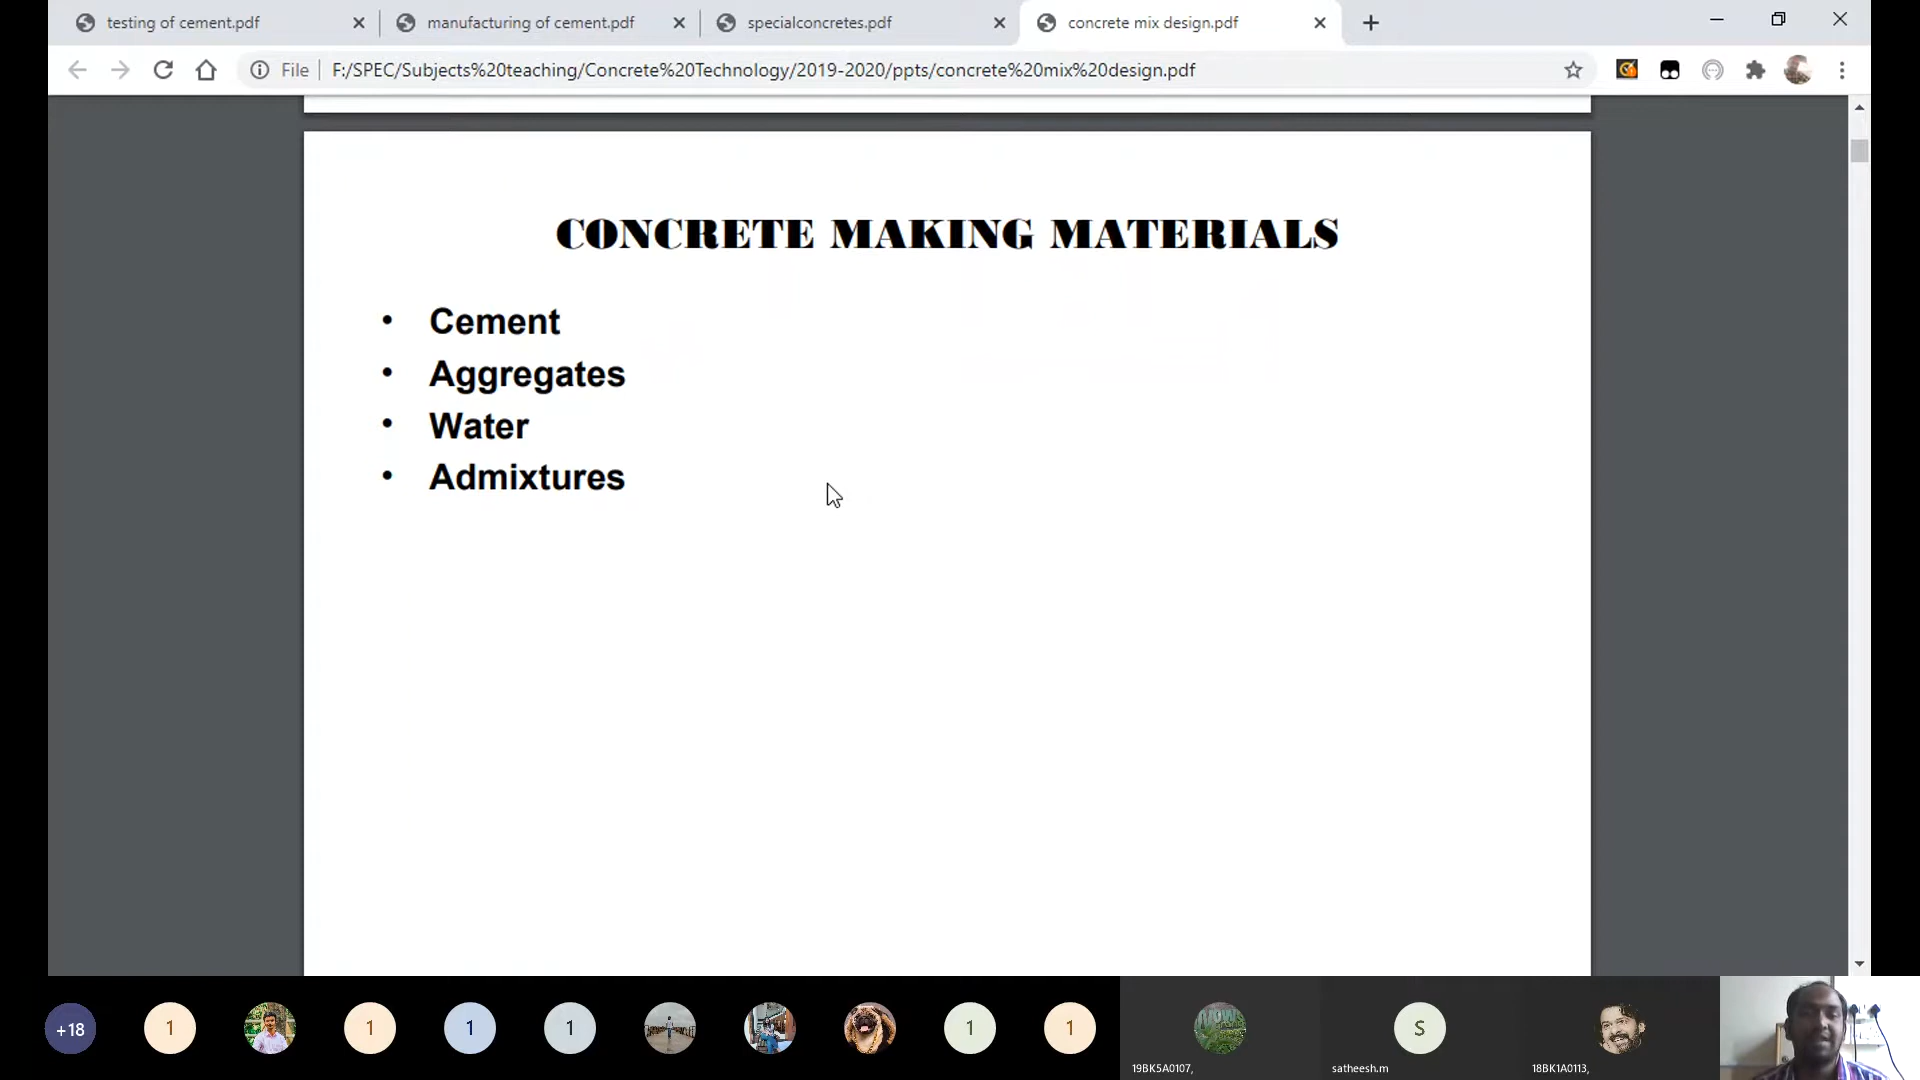 testing of cement.pdf
manufacturing of cement.pdf
specialconcretes.pdf
concrete mix design.pdf
File
F:/SPEC/Subjects%20teaching/Concrete%20Technology/2019-2020/ppts/concrete%20mix%20design.pdf
CONCRETE MAKING MATERIALS
• Cement
• Aggregates
• Water
• Admixtures
+18
1
1
1
1
1
1
S
19BK5A0107,
satheesh.m
18BK1A0113,